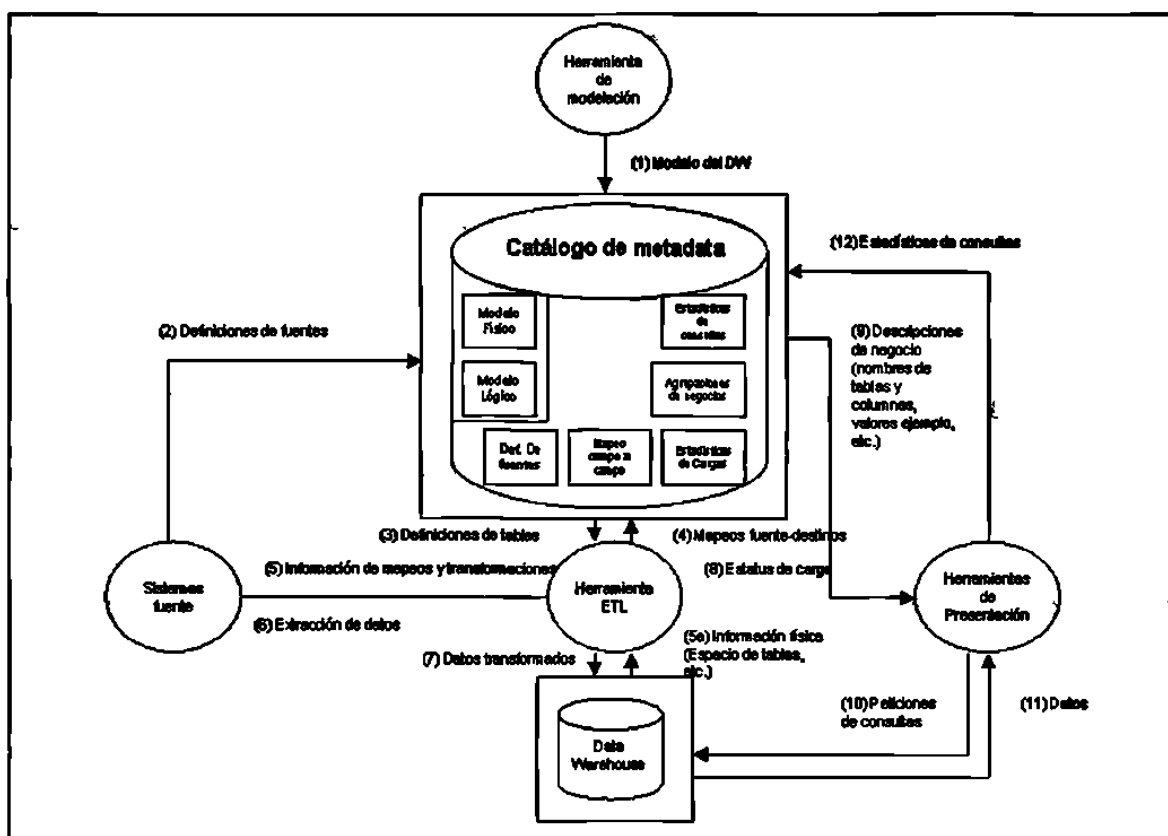 Herramienta
de
modelación
(1) Modelo del DW
Catálogo de metadata
(12) Estadísticas de consultas
Modelo
Físico
Estadísticas
de
consultas
(2) Definiciones de fuentes
(9) Descripciones
de negocio
(nombres de
tablas y
columnas,
valores ejemplo,
etc.)
Modelo
Lógico
Agrupaciones
de negocios
Def. De
fuentes
Mapeo
campo a
campo
Estadísticas
de Cargas
(3) Definiciones de tablas
(4) Mapeos fuente-destinos
(5) Información de mapeos y transformaciones
(8) Estatus de carga
Sistemas
fuente
Herramienta
ETL
Herramientas
de
Presentación
(6) Extracción de datos
(7) Datos transformados
(5a) Información física
(Espacio de tablas,
etc.)
(10) Peticiones
de consultas
(11) Datos
Data
Warehouse